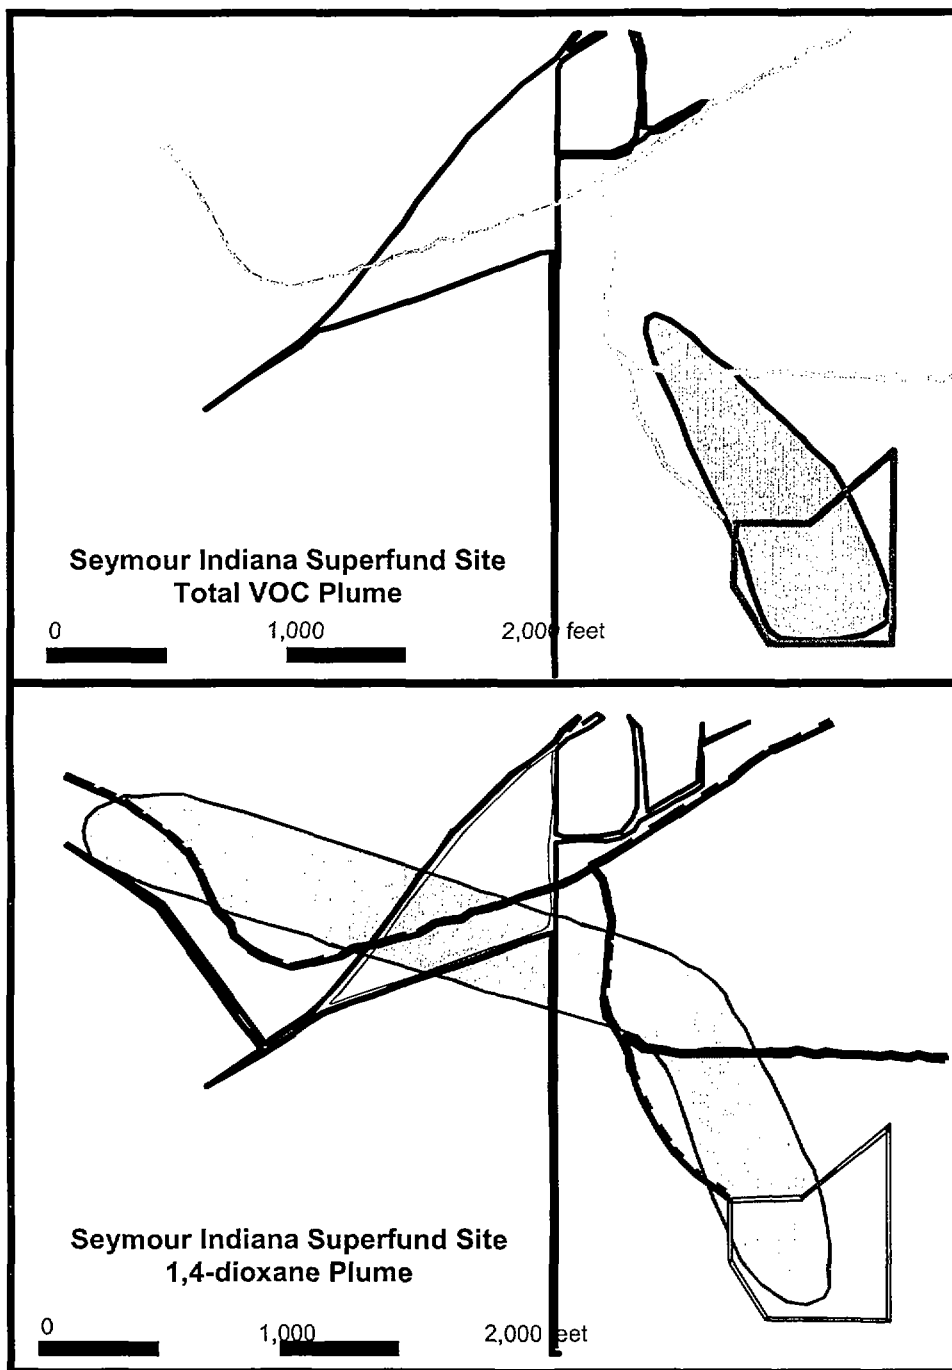 Seymour Indiana Superfund Site
Total VOC Plume
0 1,000 2,000 feet
Seymour Indiana Superfund Site
1,4-dioxane Plume
0 1,000 2,000 feet